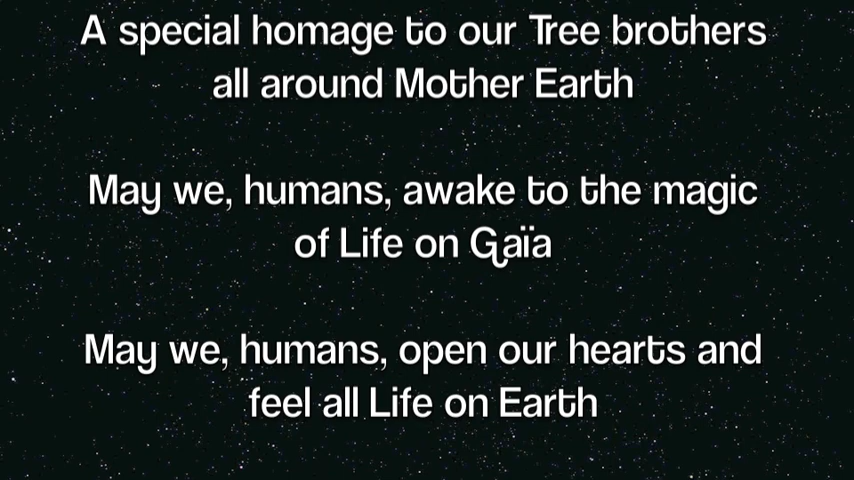 A special homage to our Tree brothers
all around Mother Earth
May we, humans, awake to the magic
of Life on Gaïa
May we, humans, open our hearts and
feel all Life on Earth